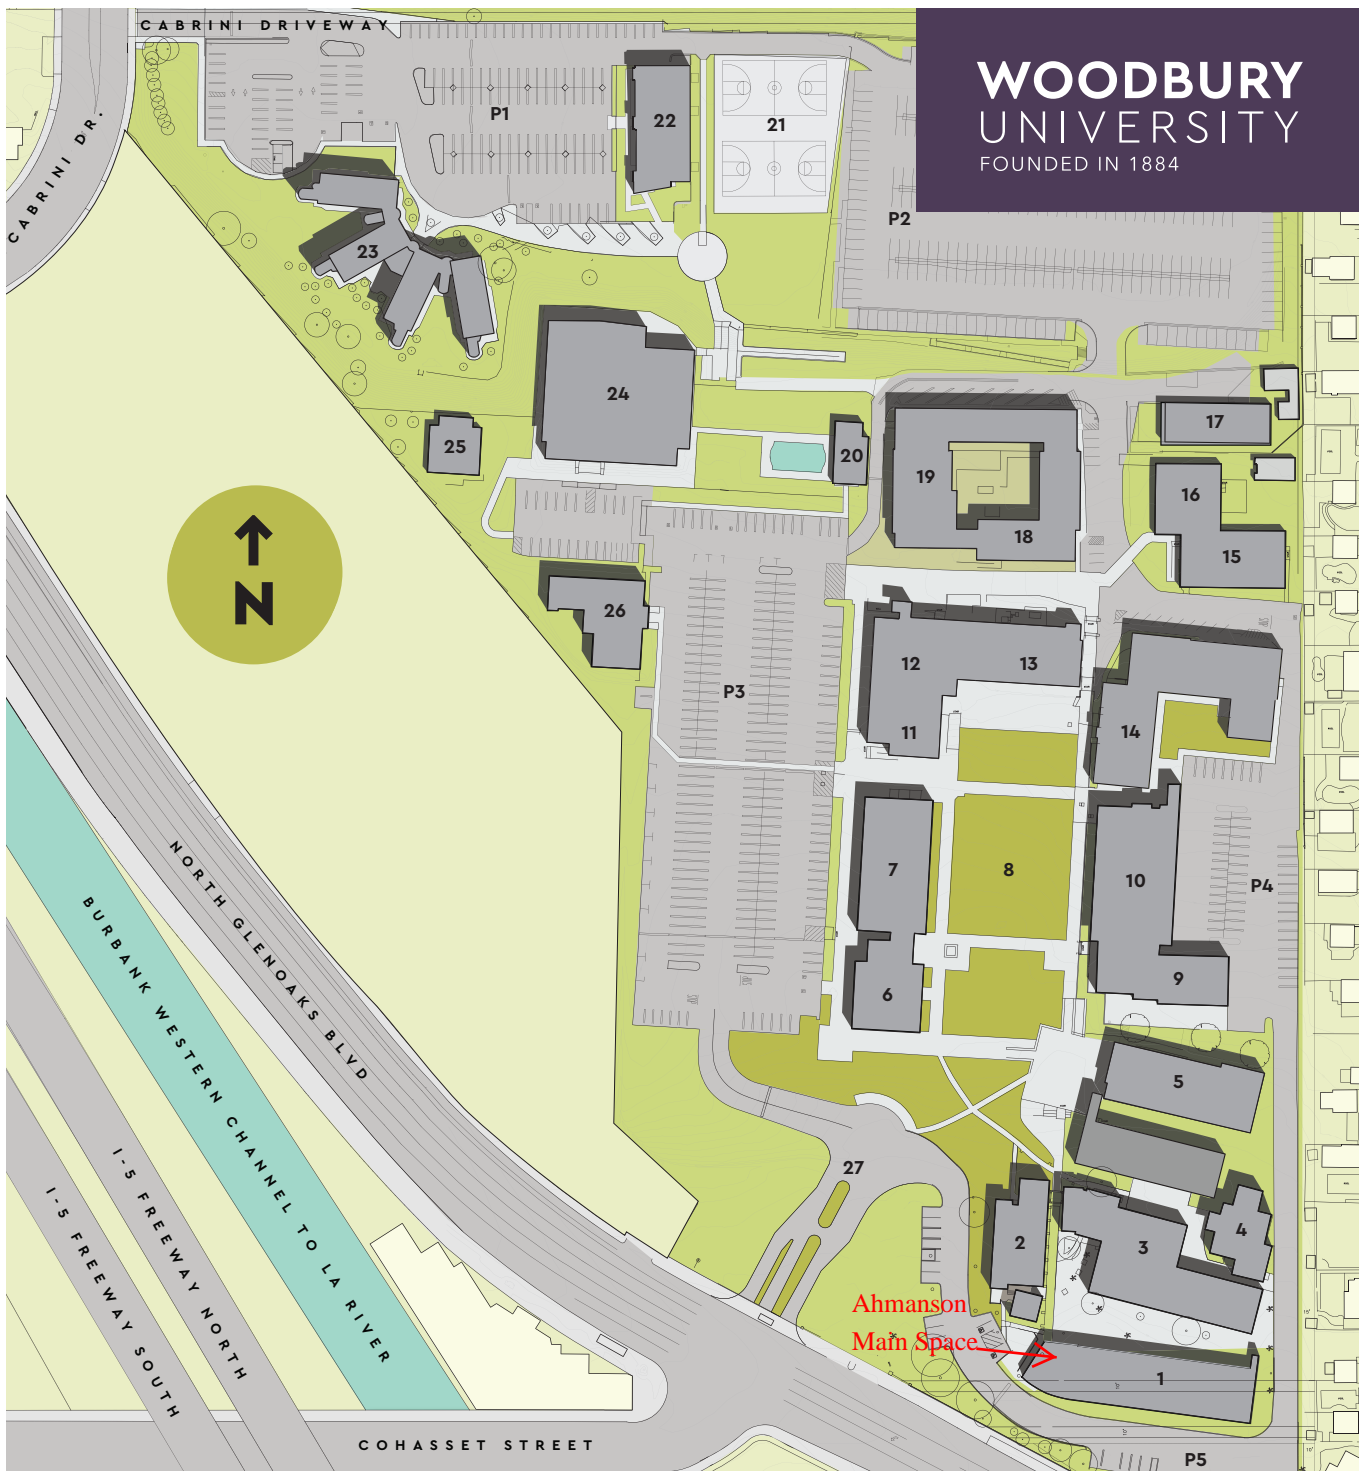 CABRINI DRIVEWAY
WOODBURY
UNIVERSITY
FOUNDED IN 1884
CABRINI DR.
P1
22
21
P2
23
24
25
20
19
18
17
16
15
N
26
12
13
11
14
P3
7
8
10
P4
6
9
5
NORTH GLENOAKS BLVD
BURBANK WESTERN CHANNEL TO LA RIVER
I-5 FREEWAY NORTH
I-5 FREEWAY SOUTH
27
2
3
4
Ahmanson
Main Space
1
COHASSET STREET
P5